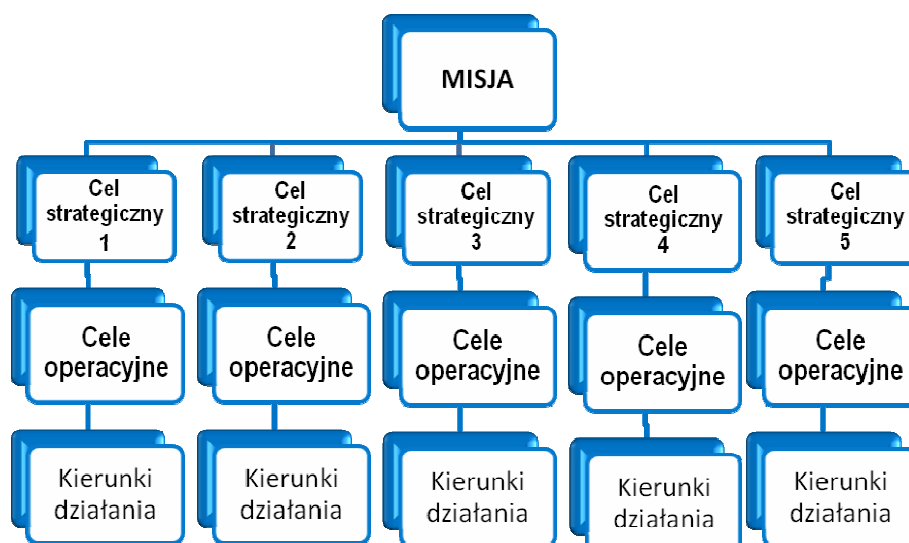 MISJA
Cel
strategiczny
1
Cel
strategiczny
2
Cel
strategiczny
3
Cel
strategiczny
4
Cel
strategiczny
5
Cele
operacyjne
Cele
operacyjne
Cele
operacyjne
Cele
operacyjne
Cele
operacyjne
Kierunki
działania
Kierunki
działania
Kierunki
działania
Kierunki
działania
Kierunki
działania